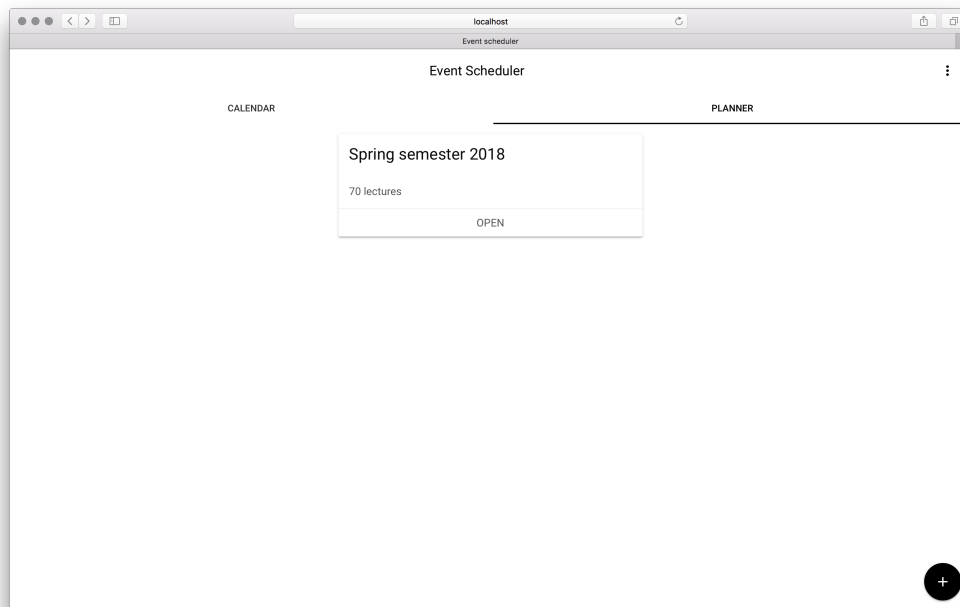 localhost
Event scheduler
Event Scheduler
CALENDAR
PLANNER
Spring semester 2018
70 lectures
OPEN
+